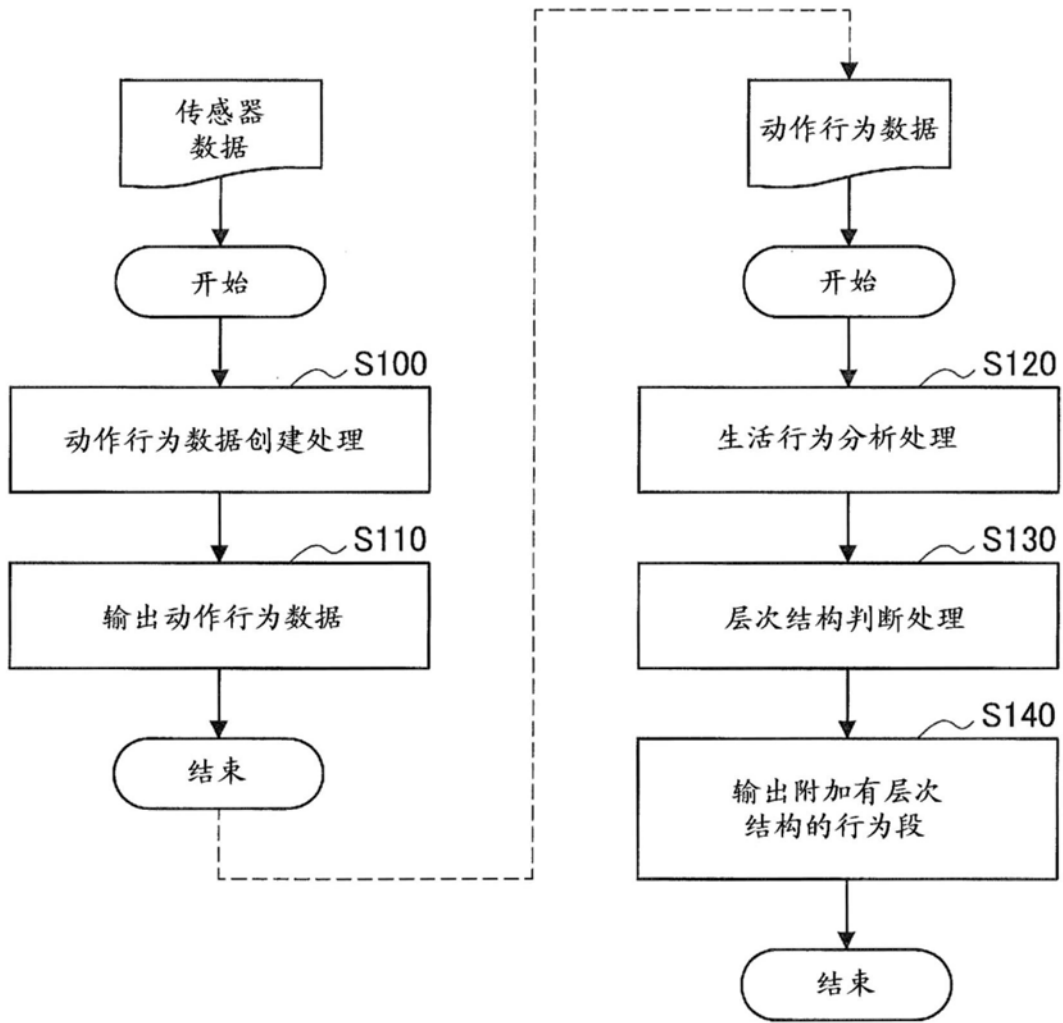 传感器
数据
开始
S100
动作行为数据创建处理
S110
输出动作行为数据
结束
动作行为数据
开始
S120
生活行为分析处理
S130
层次结构判断处理
S140
输出附加有层次
结构的行为段
结束